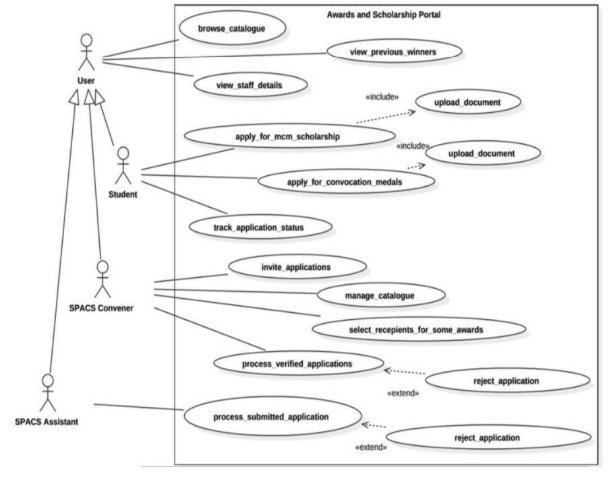 Awards and Scholarship Portal
browse_catalogue
view_previous_winners
User
view_staff_details
«include»
upload_document
apply_for_mcm_scholarship
«include»
upload_document
apply_for_convocation_medals
Student
track_application_status
invite_applications
manage_catalogue
SPACS Convener
select_recepients_for_some_awards
process_verified_applications
reject_application
«extend»
process_submitted_application
SPACS Assistant
reject_application
«extend»